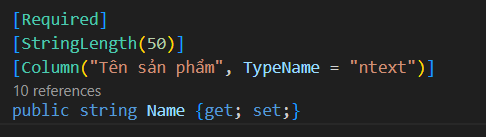 [Required]
[StringLength(50)]
[Column("Tên sản phẩm", TypeName = "ntext")]
10 references
public string Name {get; set;}